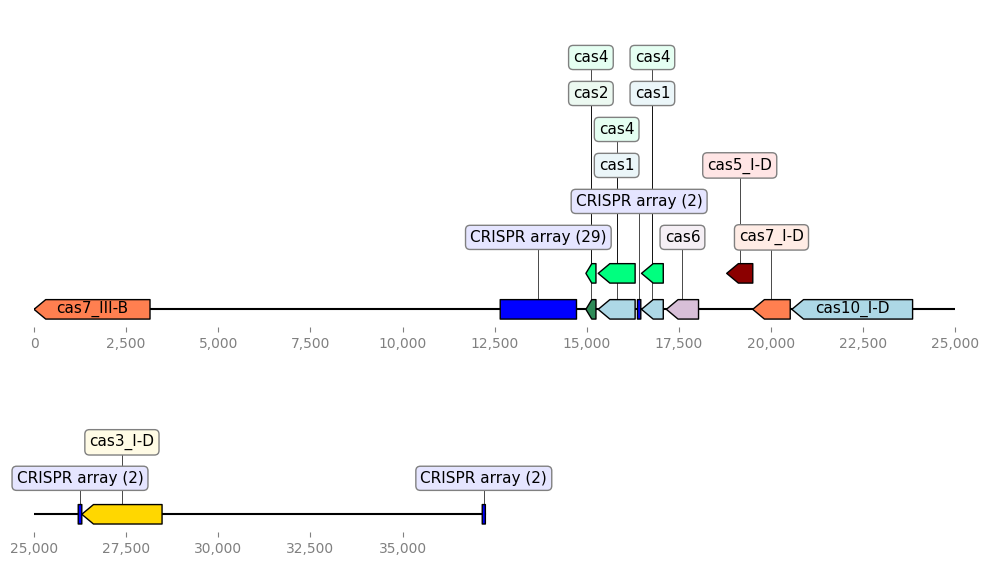 cas4 cas4
cas2 cas1
cas4
cas1 cas5_I-D
CRISPR array (2)
CRISPR array (29) cas6 cas7_I-D
cas7_III-B cas10_I-D
0 2,500 5,000 7,500 10,000 12,500 15,000 17,500 20,000 22,500 25,000
cas3_I-D
CRISPR array (2) CRISPR array (2)
25,000 27,500 30,000 32,500 35,000